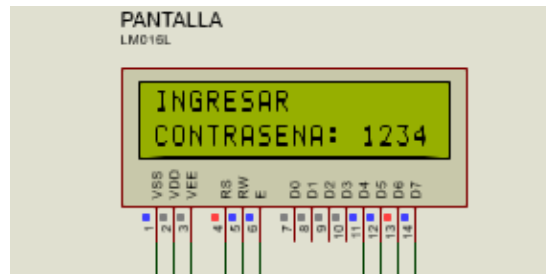 PANTALLA
LM016L
INGRESAR
CONTRASENA: 1234
VSS VDD VEE RS RW E D0 D1 D2 D3 D4 D5 D6 D7
1 2 3 4 5 6 7 8 9 10 11 12 13 14